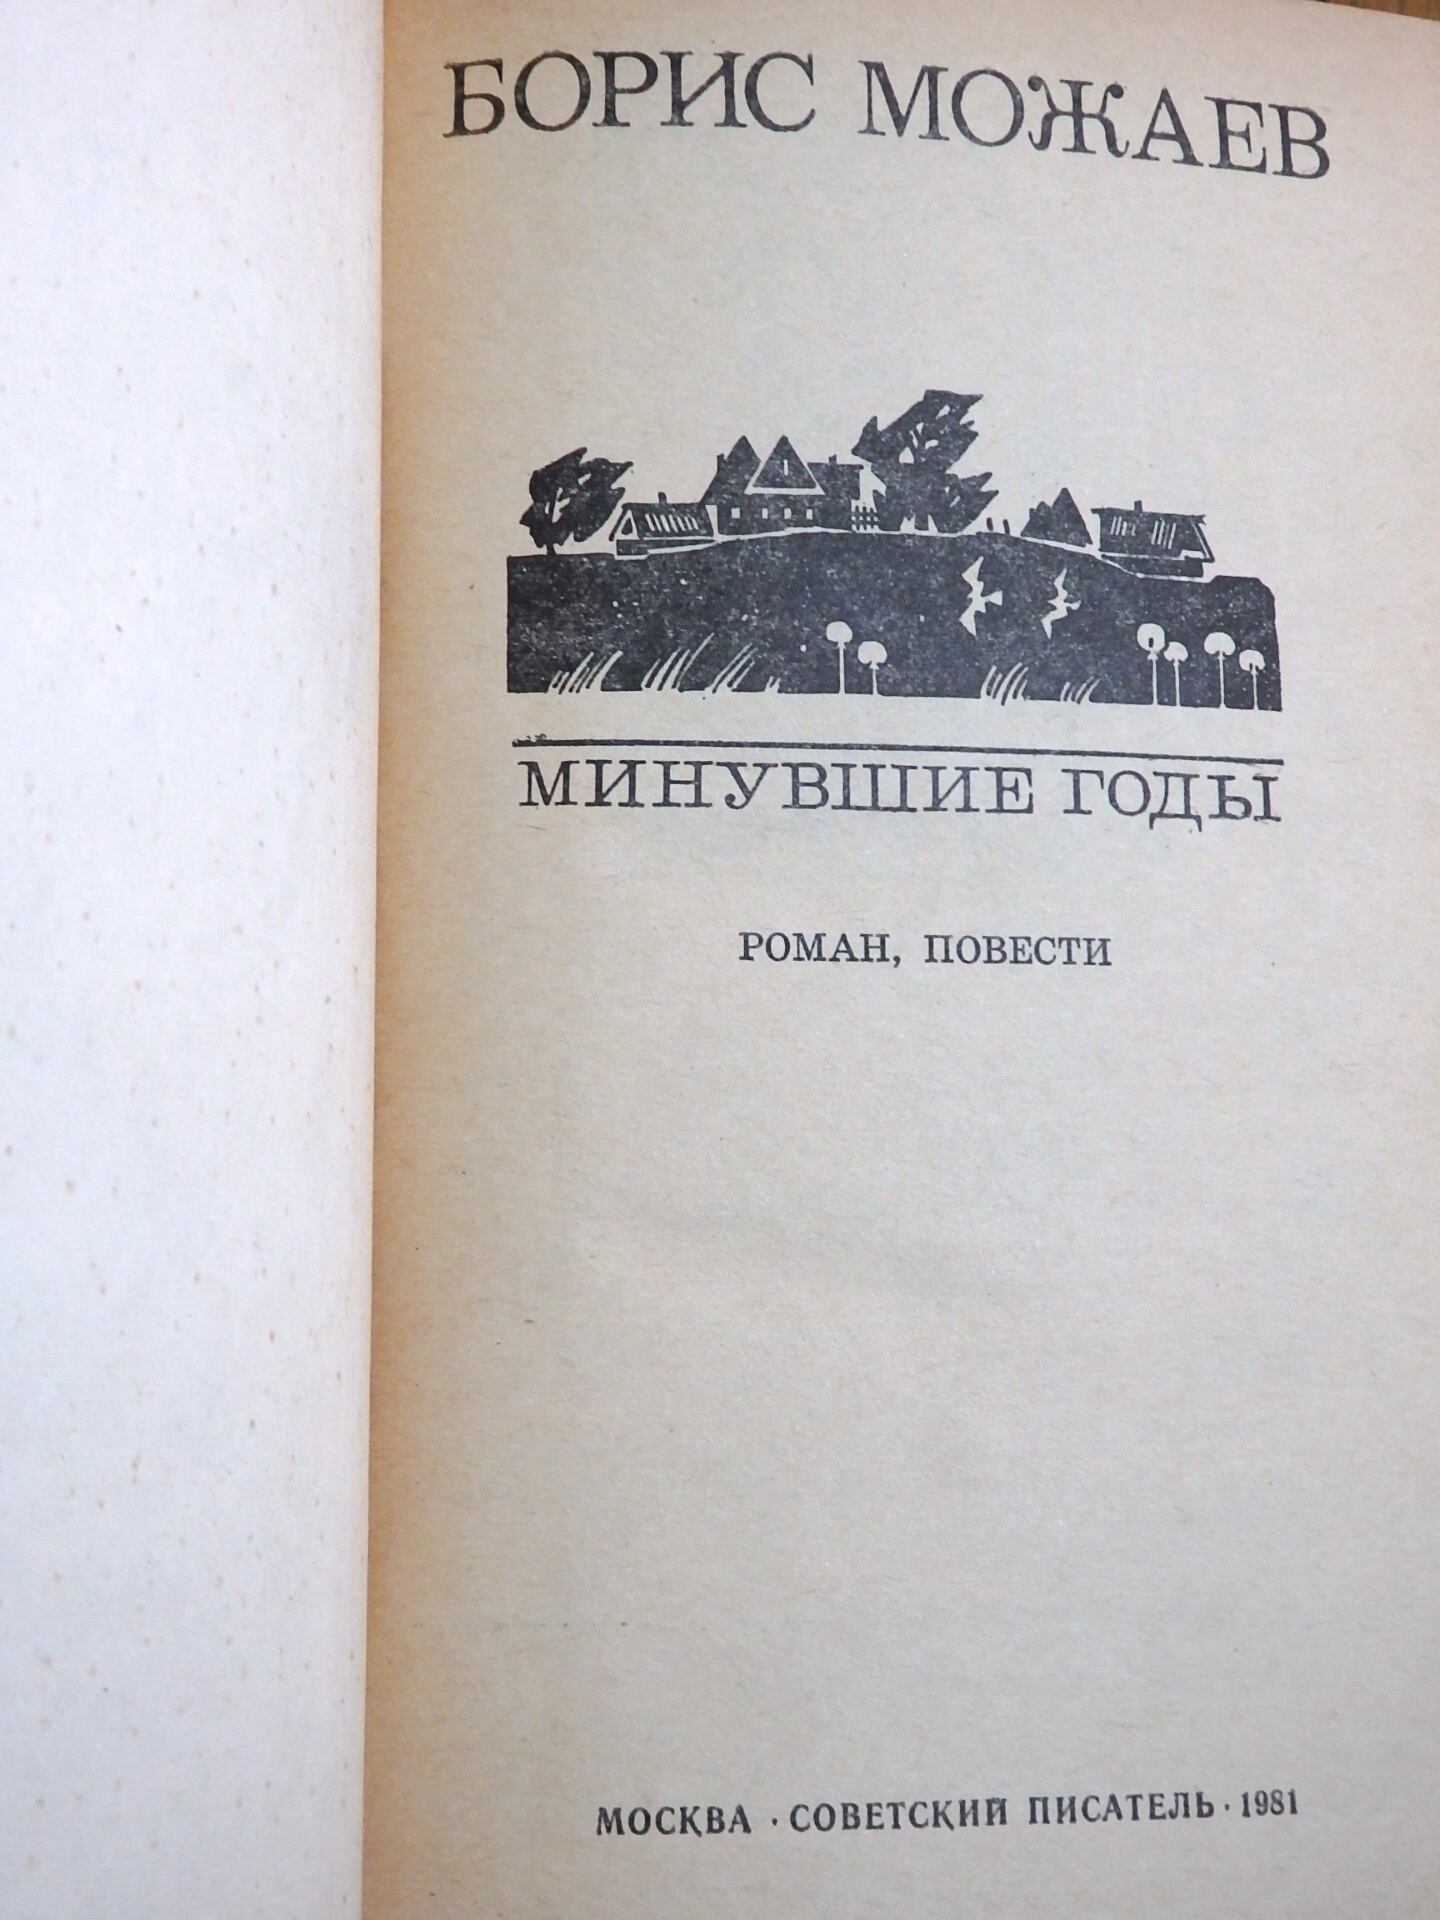 БОРИС МОЖАЕВ
МИНУВШИЕ ГОДЫ
РОМАН, ПОВЕСТИ
МОСКВА · СОВЕТСКИЙ ПИСАТЕЛЬ · 1981